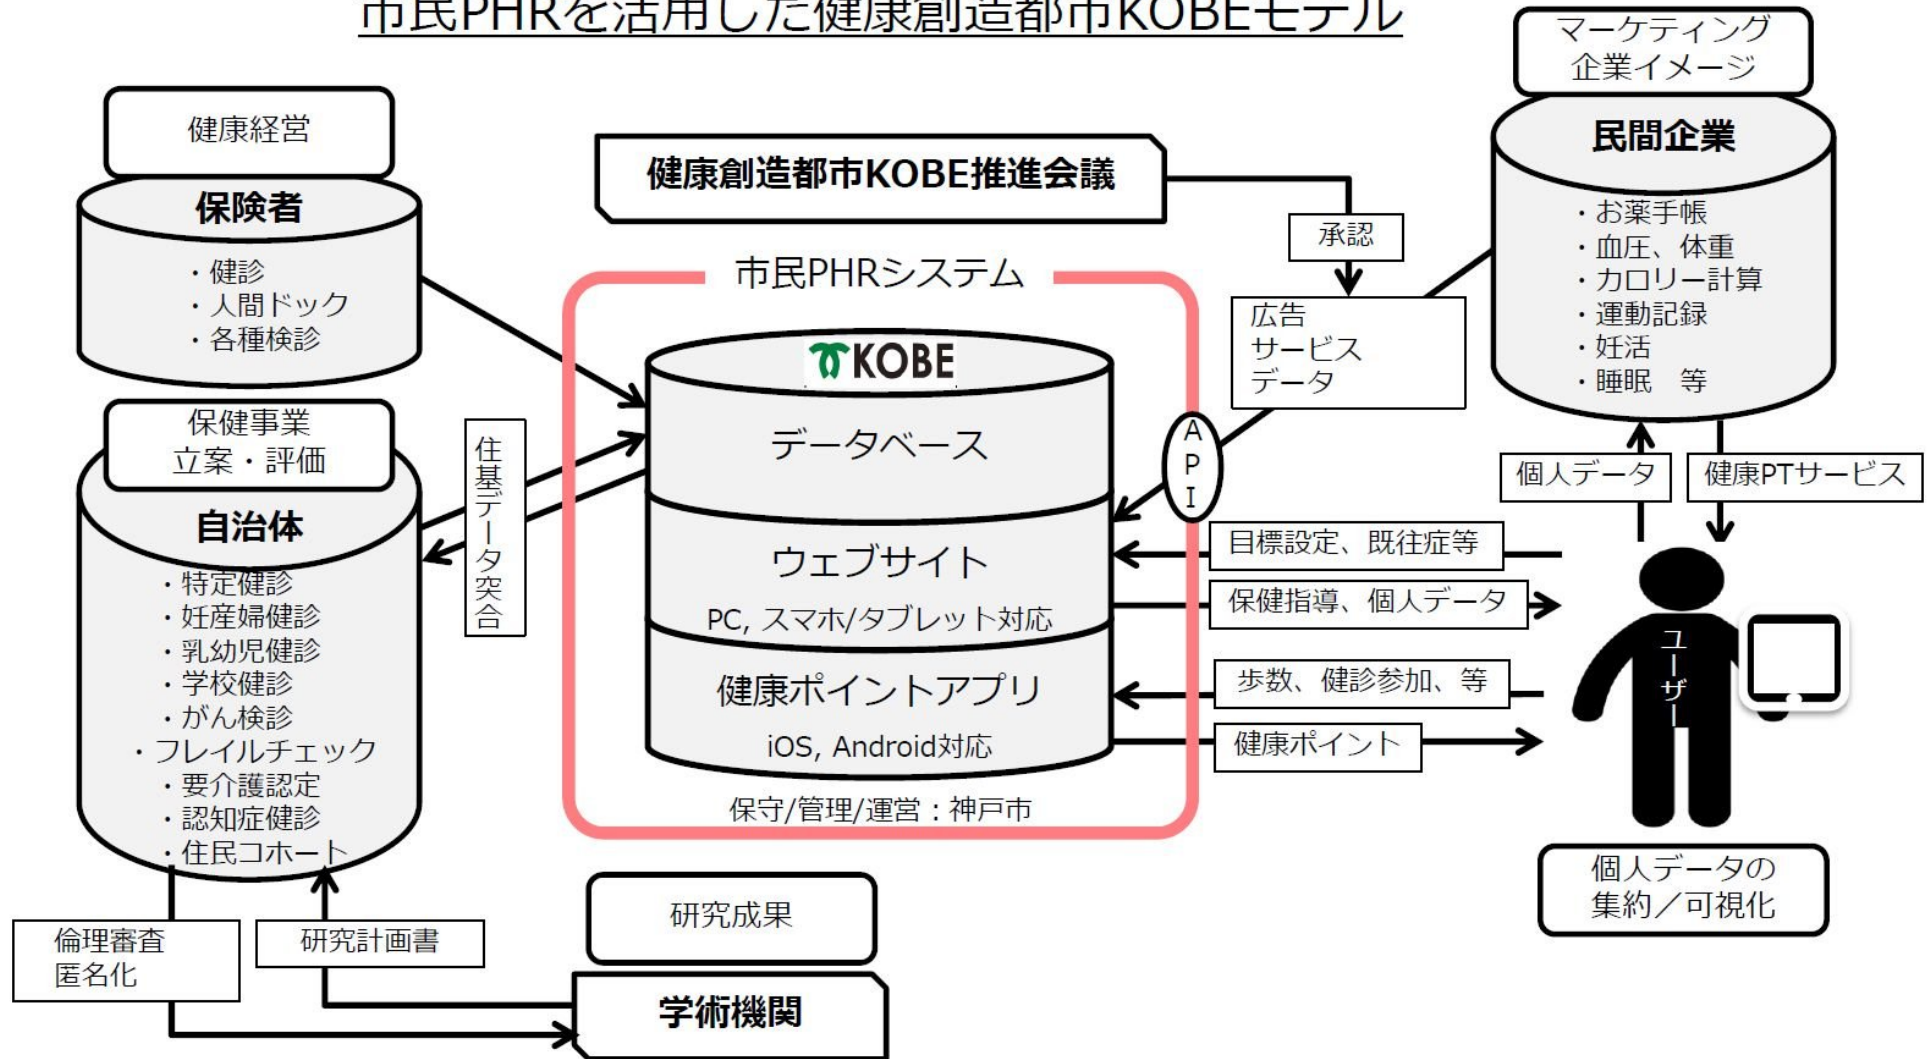 市民PHRを活用した健康創造都市KOBEモデル
健康経営
保険者
・健診
・人間ドック
・各種検診
保健事業
立案・評価
自治体
・特定健診
・妊産婦健診
・乳幼児健診
・学校健診
・がん検診
・フレイルチェック
・要介護認定
・認知症健診
・住民コホート
住基データ突合
倫理審査
匿名化
研究計画書
研究成果
学術機関
健康創造都市KOBE推進会議
承認
広告
サービス
データ
市民PHRシステム
KOBE
データベース
ウェブサイト
PC, スマホ/タブレット対応
健康ポイントアプリ
iOS, Android対応
保守/管理/運営：神戸市
API
マーケティング
企業イメージ
民間企業
・お薬手帳
・血圧、体重
・カロリー計算
・運動記録
・妊活
・睡眠　等
個人データ
健康PTサービス
目標設定、既往症等
保健指導、個人データ
歩数、健診参加、等
健康ポイント
ユーザー
個人データの
集約／可視化